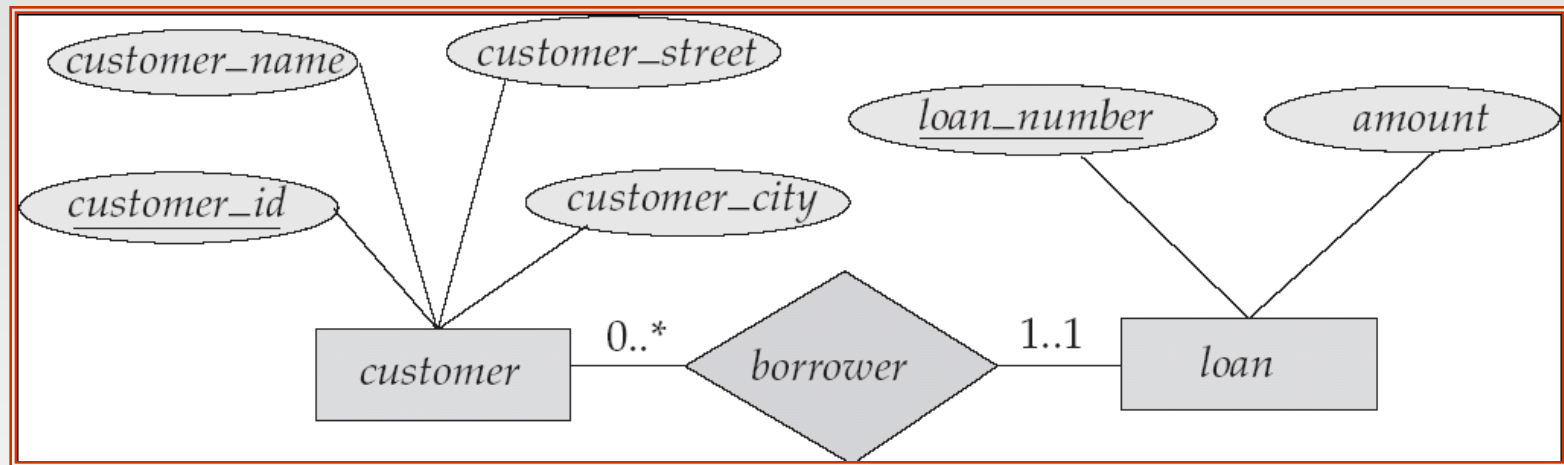 customer_name
customer_street
loan_number
amount
customer_id
customer_city
customer
0..*
borrower
1..1
loan